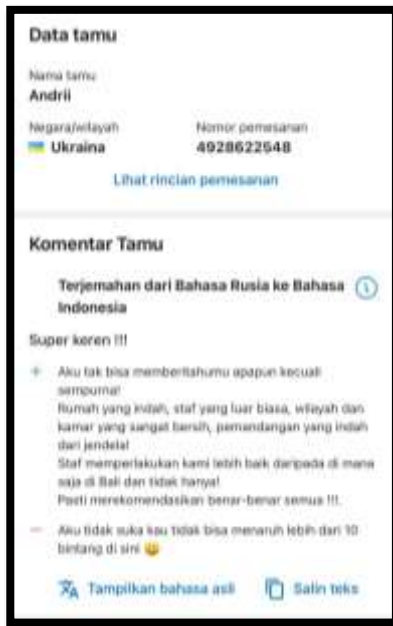 Data tamu
Nama tamu
Andrii
Negara/wilayah
Nomor pemesanan
Ukraina
4928622548
Lihat rincian pemesanan
Komentar Tamu
Terjemahan dari Bahasa Rusia ke Bahasa
Indonesia
Super keren !!!
+ Aku tak bisa memberitahumu apapun kecuali
sempurna!
Rumah yang indah, staf yang luar biasa, wilayah dan
kamar yang sangat bersih, pemandangan yang indah
dari jendela!
Staf memperlakukan kami lebih baik daripada di mana
saja di Bali dan tidak hanya!
Pasti merekomendasikan benar-benar semua !!!.
− Aku tidak suka kau tidak bisa menaruh lebih dari 10
bintang di sini 😀
Tampilkan bahasa asli
Salin teks